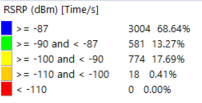 RSRP (dBm) [Time/s]
>= -87 3004 68.64%
>= -90 and < -87 581 13.27%
>= -100 and < -90 774 17.69%
>= -110 and < -100 18 0.41%
< -110 0 0.00%